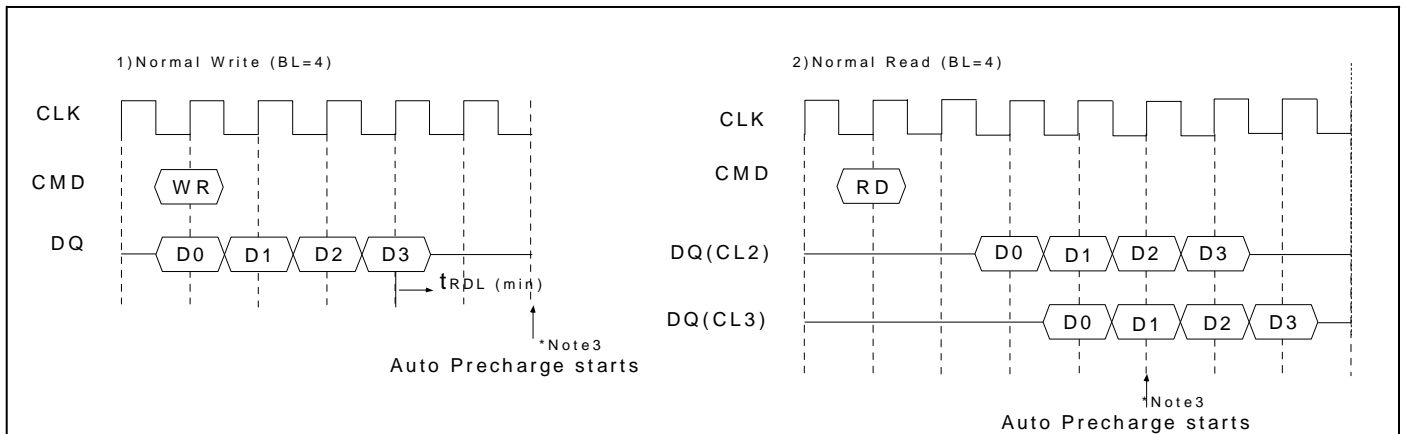 1)Normal Write (BL=4)
CLK
CMD
WR
DQ
D0 D1 D2 D3
tRDL (min)
*Note3
Auto Precharge starts
2)Normal Read (BL=4)
CLK
CMD
RD
DQ(CL2)
D0 D1 D2 D3
DQ(CL3)
D0 D1 D2 D3
*Note3
Auto Precharge starts